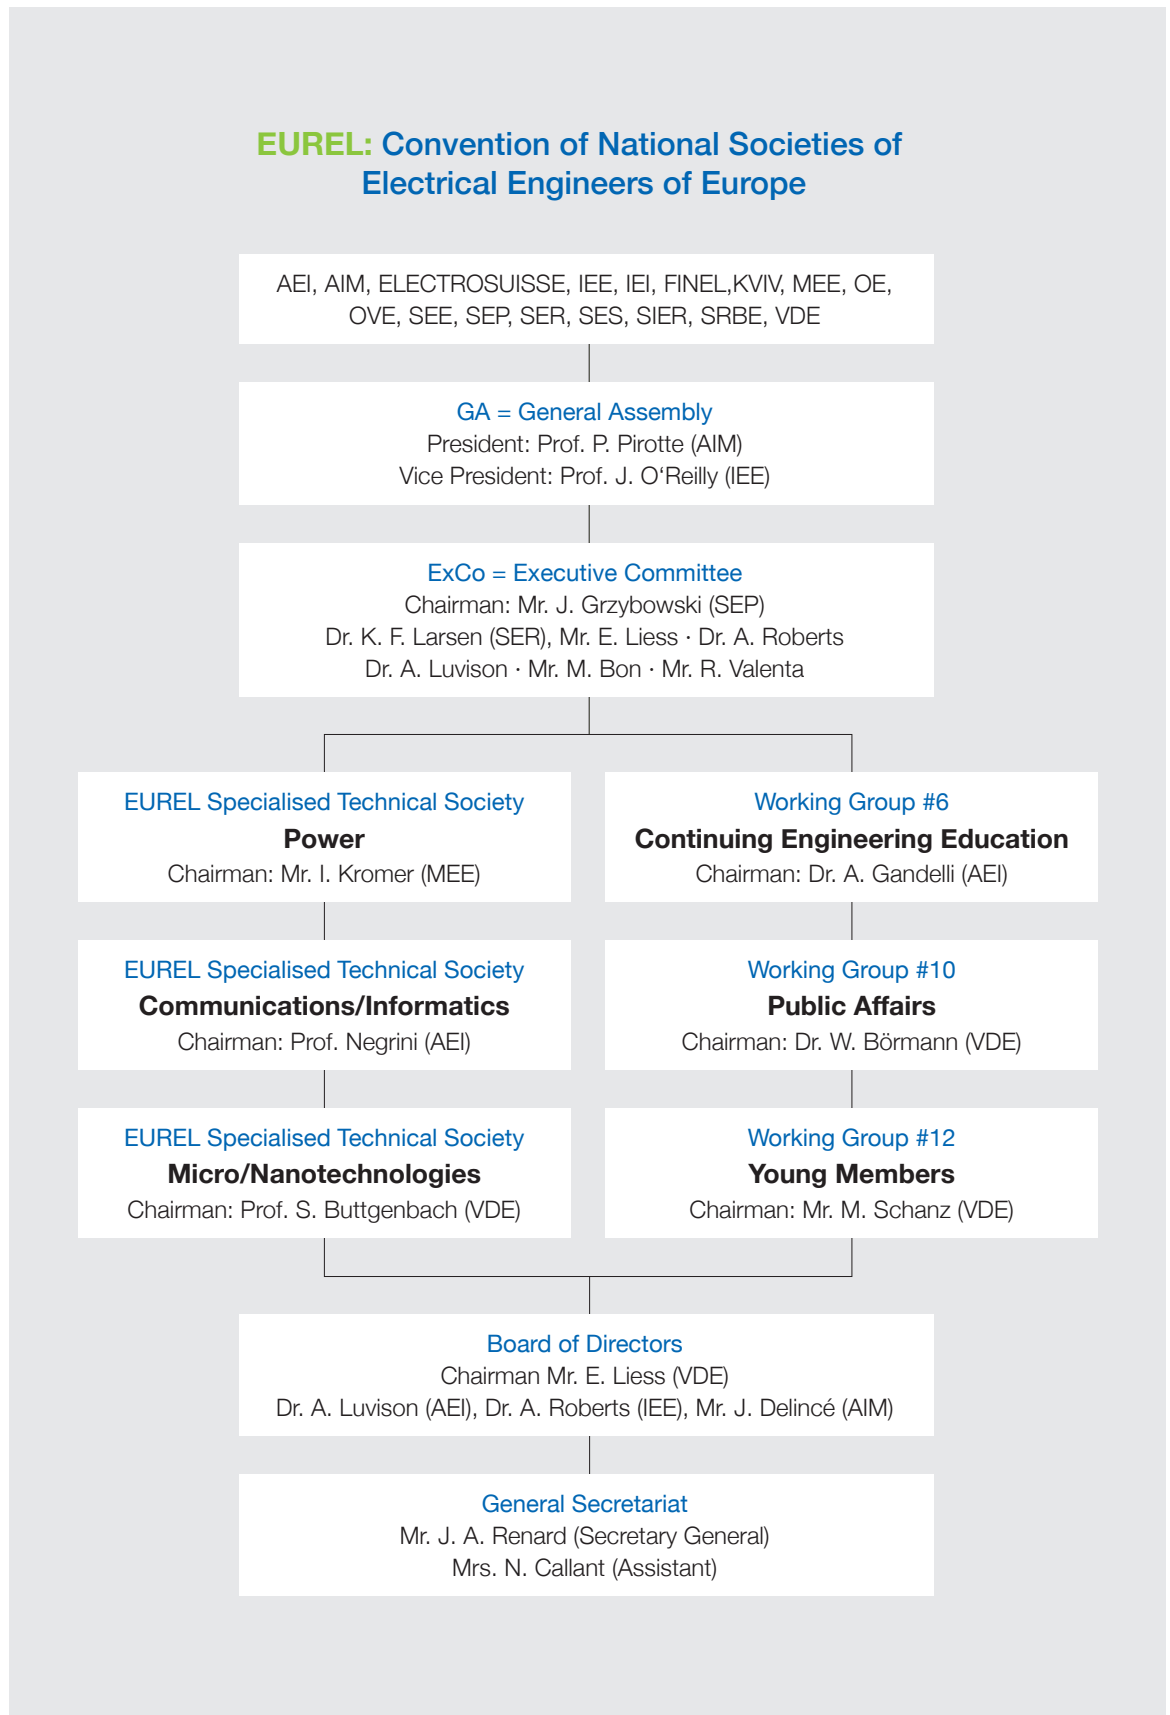 EUREL: Convention of National Societies of
Electrical Engineers of Europe
AEI, AIM, ELECTROSUISSE, IEE, IEI, FINEL,KVIV, MEE, OE,
OVE, SEE, SEP, SER, SES, SIER, SRBE, VDE
GA = General Assembly
President: Prof. P. Pirotte (AIM)
Vice President: Prof. J. O‘Reilly (IEE)
ExCo = Executive Committee
Chairman: Mr. J. Grzybowski (SEP)
Dr. K. F. Larsen (SER), Mr. E. Liess · Dr. A. Roberts
Dr. A. Luvison · Mr. M. Bon · Mr. R. Valenta
EUREL Specialised Technical Society
Power
Chairman: Mr. I. Kromer (MEE)
Working Group #6
Continuing Engineering Education
Chairman: Dr. A. Gandelli (AEI)
EUREL Specialised Technical Society
Communications/Informatics
Chairman: Prof. Negrini (AEI)
Working Group #10
Public Affairs
Chairman: Dr. W. Börmann (VDE)
EUREL Specialised Technical Society
Micro/Nanotechnologies
Chairman: Prof. S. Buttgenbach (VDE)
Working Group #12
Young Members
Chairman: Mr. M. Schanz (VDE)
Board of Directors
Chairman Mr. E. Liess (VDE)
Dr. A. Luvison (AEI), Dr. A. Roberts (IEE), Mr. J. Delincé (AIM)
General Secretariat
Mr. J. A. Renard (Secretary General)
Mrs. N. Callant (Assistant)